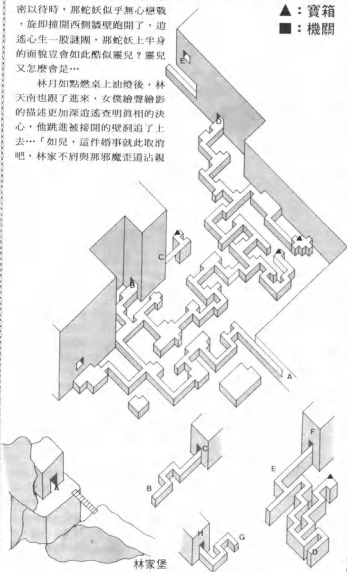 密以待時，那蛇妖似乎無心戀戰
，旋即撞開西側牆壁跑開了，逍
遙心生一股謎團，那蛇妖上半身
的面貌豈會如此酷似靈兒？靈兒
又怎麼會是…
林月如點燃桌上油燈後，林
天南也跟了進來，女僕繪聲繪影
的描述更加深逍遙查明眞相的決
心，他跳進被撞開的壁洞追了上
去…「如兒，這件婚事就此取消
吧，林家不屑與那邪魔歪道沾親
▲：寶箱
■：機關
E
D
C
B
A
C
B
F
E
D
H
G
A
林家堡